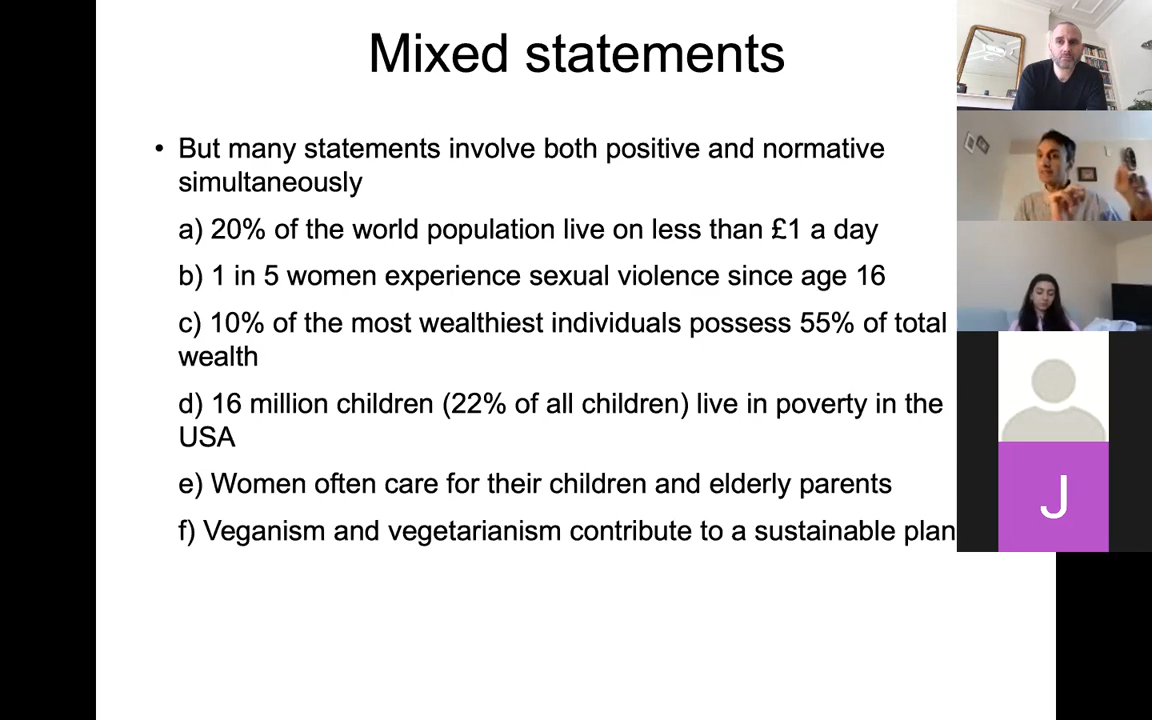 Mixed statements
• But many statements involve both positive and normative
simultaneously
a) 20% of the world population live on less than £1 a day
b) 1 in 5 women experience sexual violence since age 16
c) 10% of the most wealthiest individuals possess 55% of total
wealth
d) 16 million children (22% of all children) live in poverty in the
USA
e) Women often care for their children and elderly parents
f) Veganism and vegetarianism contribute to a sustainable plan
J